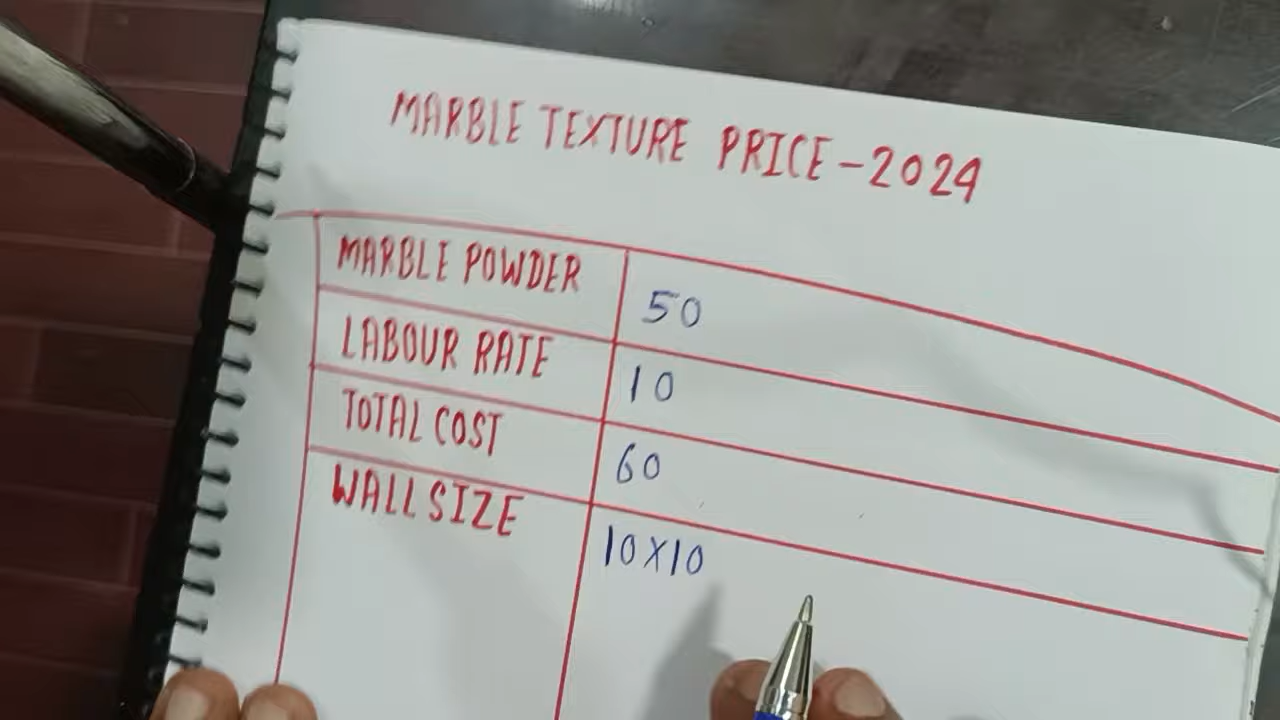 MARBLE TEXTURE PRICE-2024
MARBLE POWDER 50
LABOUR RATE 10
TOTAL COST 60
WALL SIZE 10X10